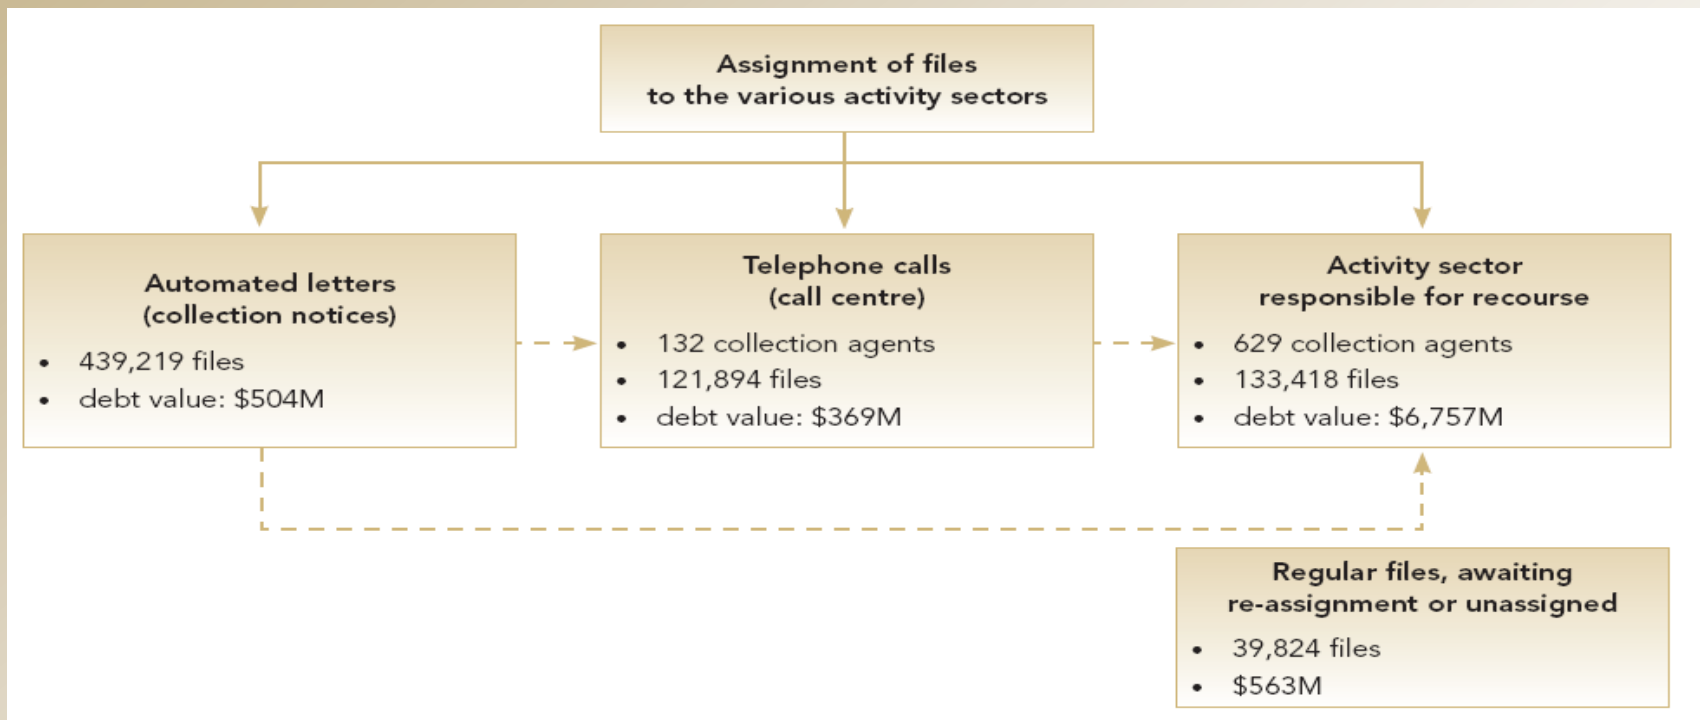 Assignment of files
to the various activity sectors
Automated letters
(collection notices)
• 439,219 files
• debt value: $504M
Telephone calls
(call centre)
• 132 collection agents
• 121,894 files
• debt value: $369M
Activity sector
responsible for recourse
• 629 collection agents
• 133,418 files
• debt value: $6,757M
Regular files, awaiting
re-assignment or unassigned
• 39,824 files
• $563M